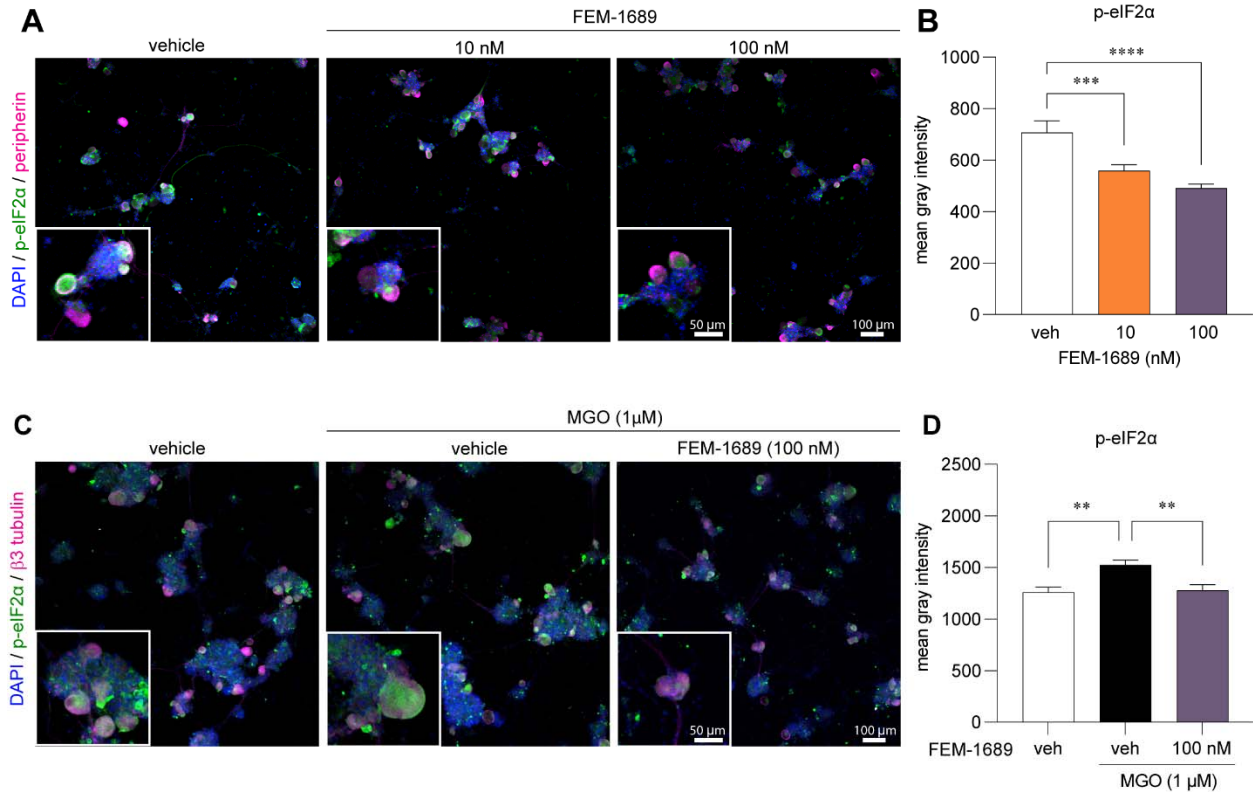 A
FEM-1689
vehicle
10 nM
100 nM
DAPI / p-eIF2α / peripherin
50 µm
100 µm
B
p-eIF2α
****
***
mean gray intensity
1000
800
600
400
200
0
veh
10
100
FEM-1689 (nM)
C
MGO (1µM)
vehicle
vehicle
FEM-1689 (100 nM)
DAPI / p-eIF2α / β3 tubulin
50 µm
100 µm
D
p-eIF2α
**
**
mean gray intensity
2500
2000
1500
1000
500
0
FEM-1689 veh veh 100 nM
MGO (1 µM)